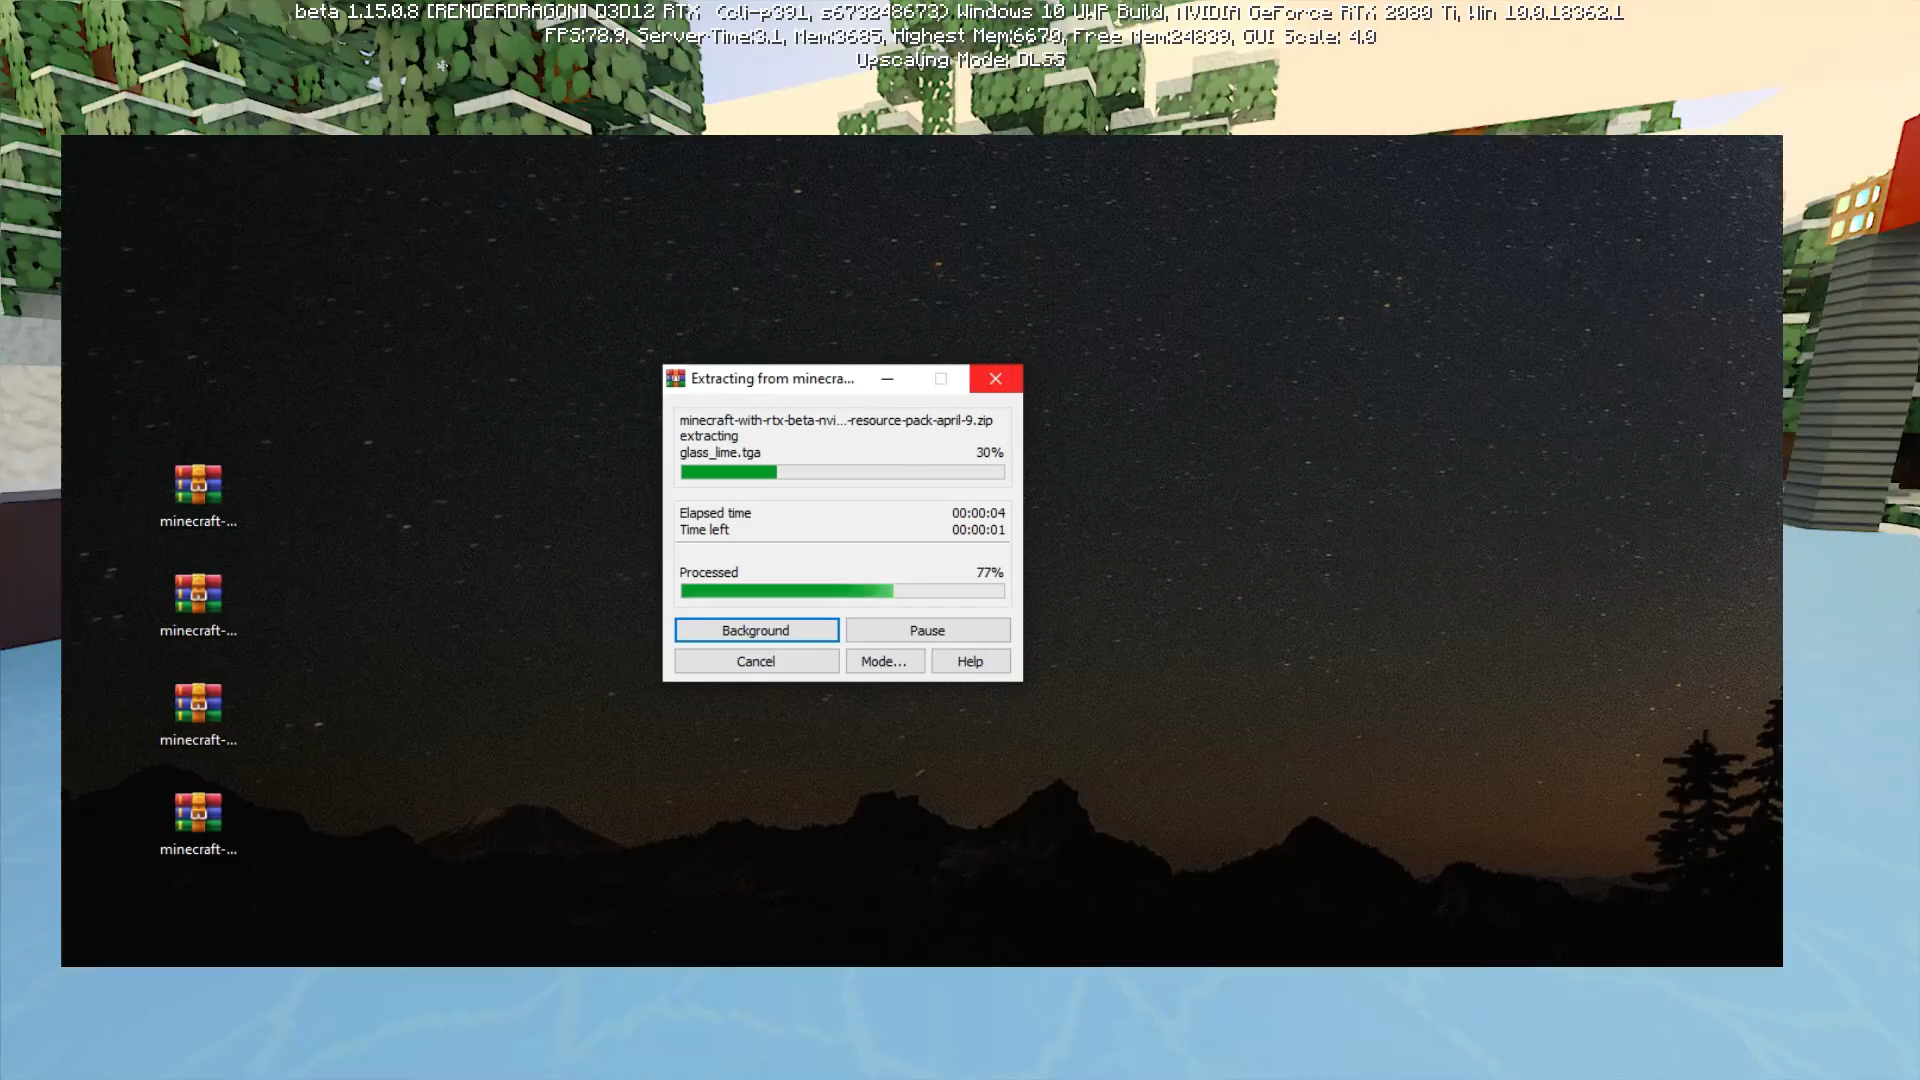 beta 1.15.0.8 [RENDERDRAGON] D3D12 RTX (cli-p391, s673248673) Windows 10 UWP Build, NVIDIA GeForce RTX 2080 Ti, Win 10.0.18362.1
FPS:78.9, ServerTime:3.1, Mem:3685, Highest Mem:6670, Free Mem:24839, GUI Scale: 4.0
Upscaling Mode: DLSS
Extracting from minecra...
minecraft-with-rtx-beta-nvi...-resource-pack-april-9.zip
extracting
glass_lime.tga 30%
Elapsed time 00:00:04
Time left 00:00:01
Processed 77%
Background Pause
Cancel Mode... Help
minecraft-...
minecraft-...
minecraft-...
minecraft-...